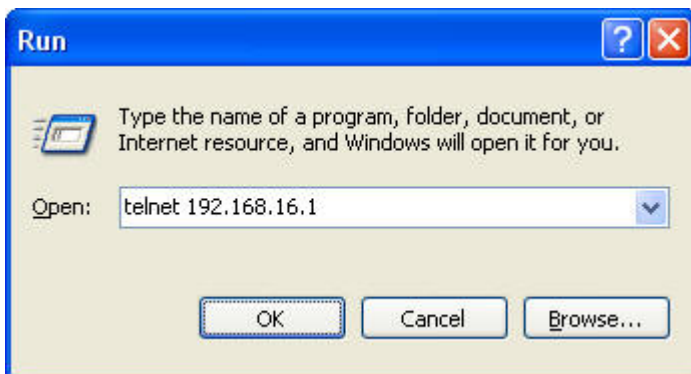 Run
Type the name of a program, folder, document, or
Internet resource, and Windows will open it for you.
Open: telnet 192.168.16.1
OK Cancel Browse...